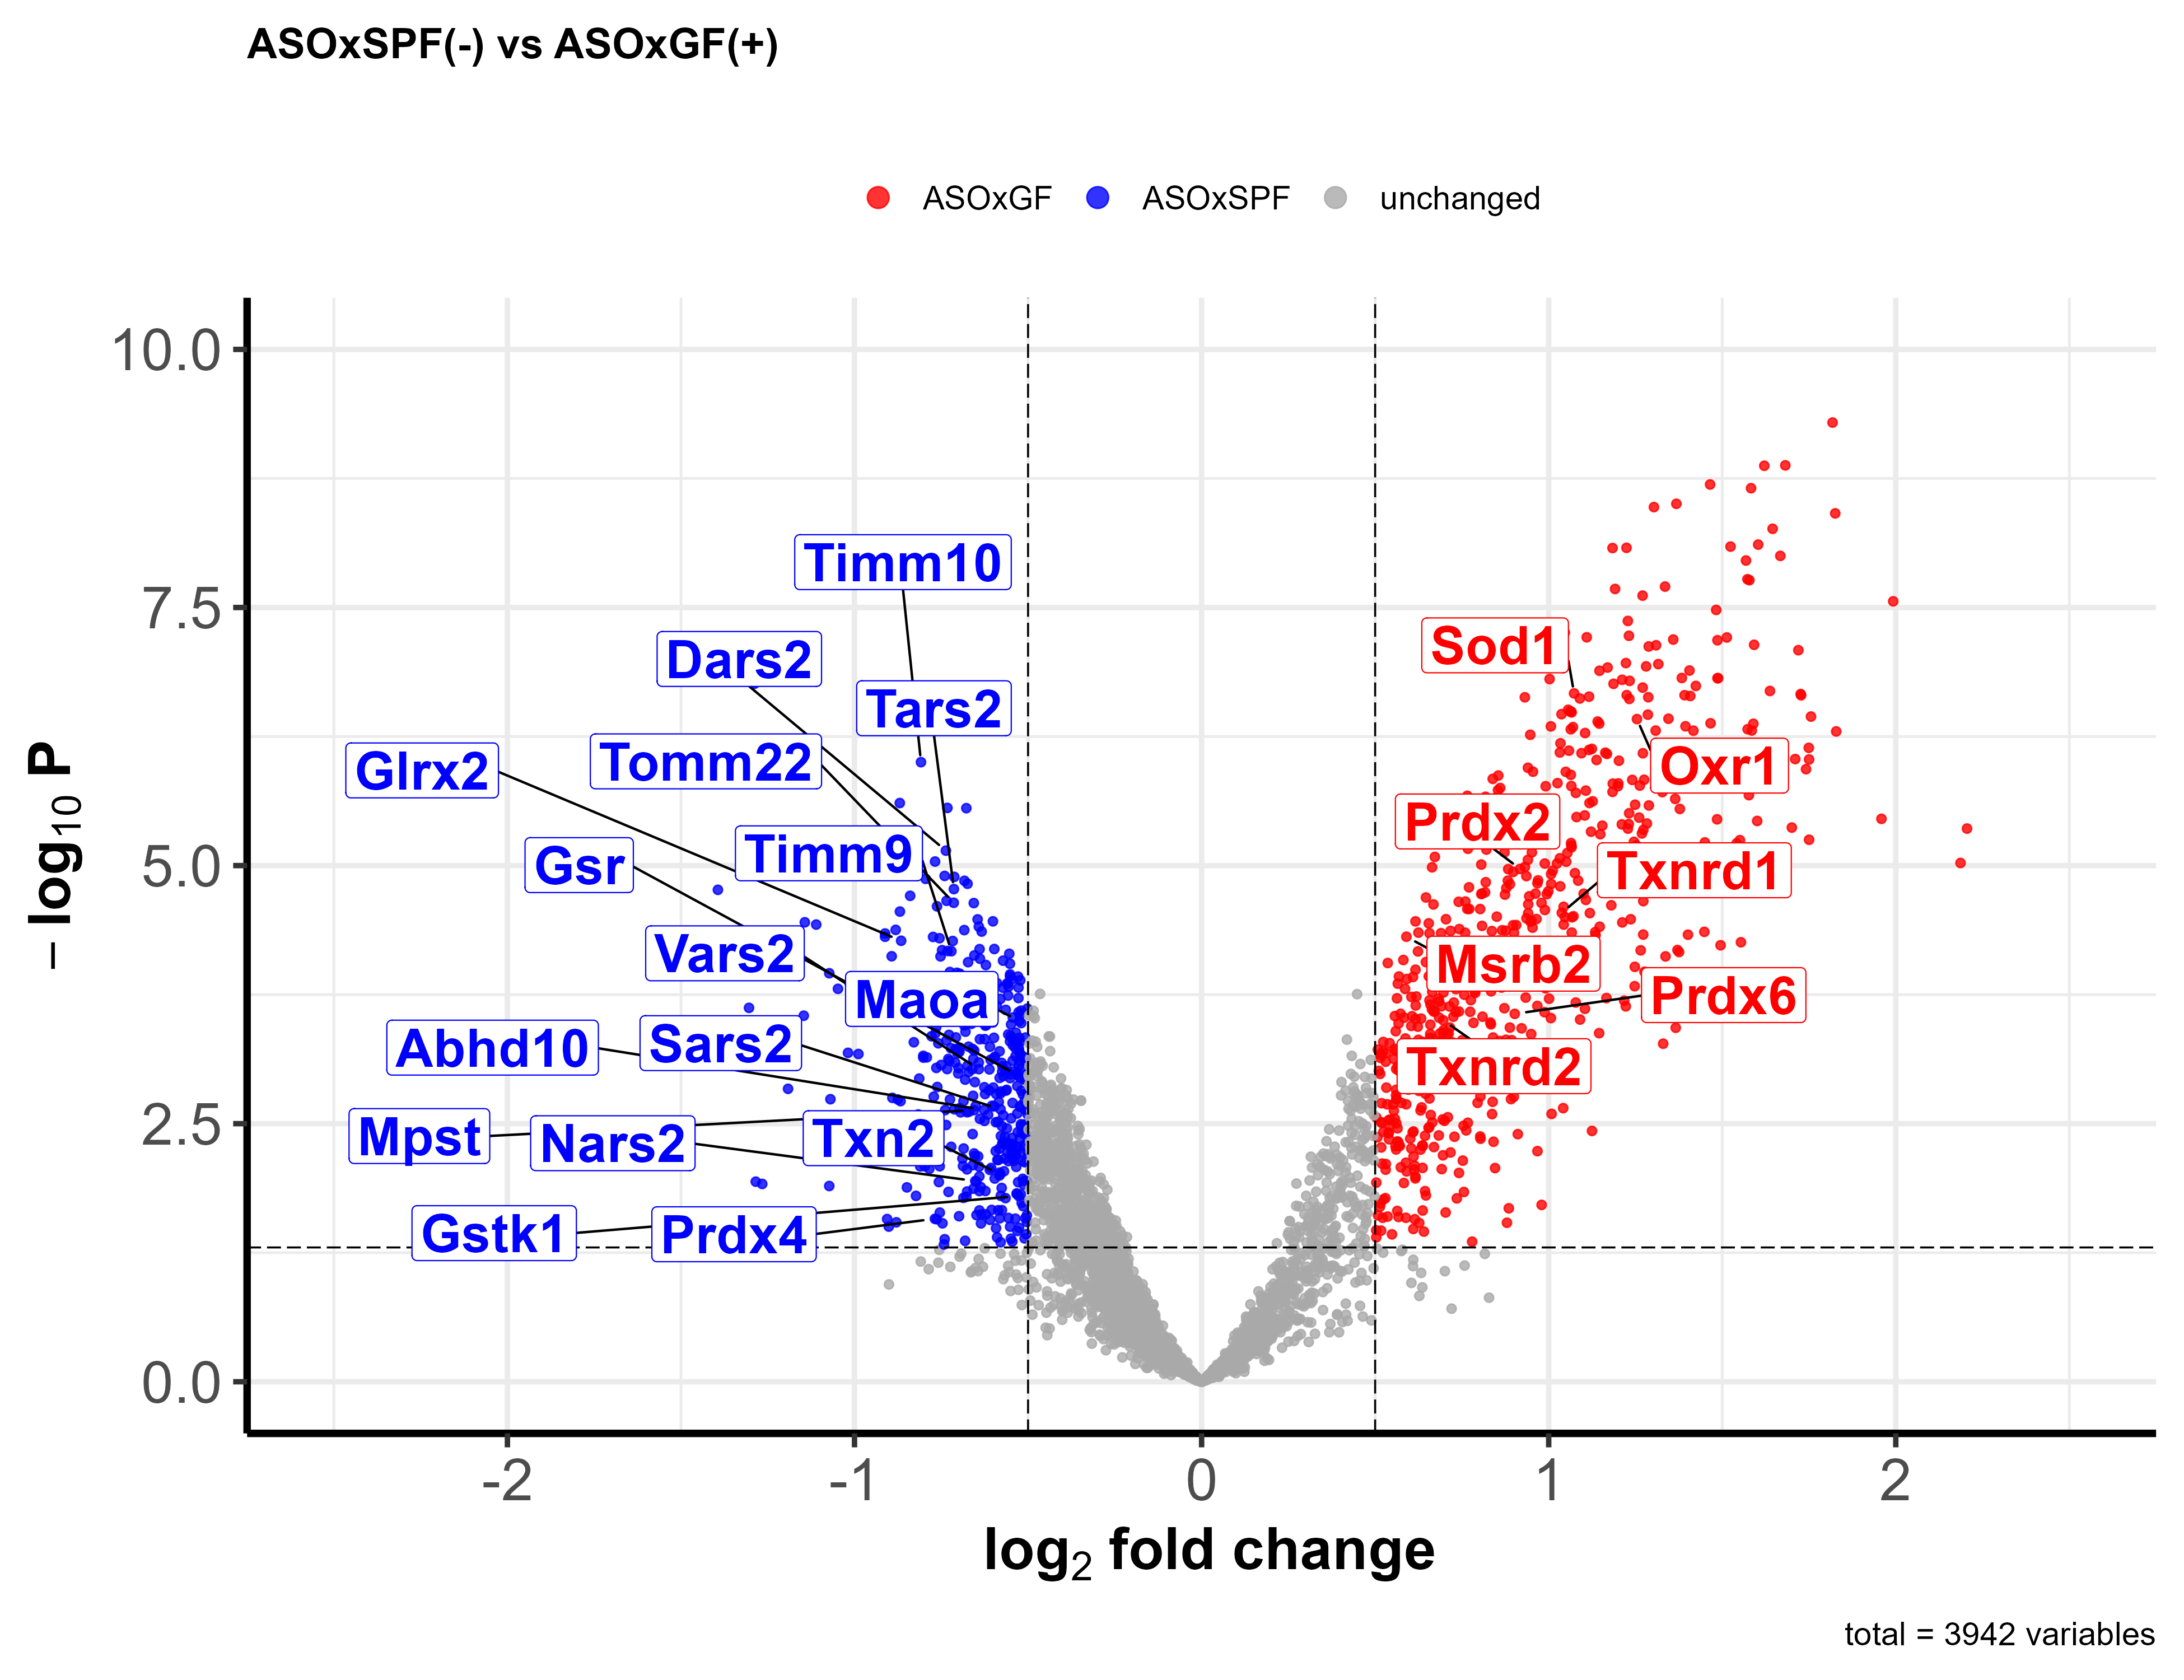 ASOxSPF(-) vs ASOxGF(+)
ASOxGF ASOxSPF unchanged
10.0
7.5
5.0
2.5
0.0
– log10 P
Timm10
Dars2
Tars2
Tomm22
Glrx2
Timm9
Gsr
Vars2
Maoa
Abhd10
Sars2
Mpst
Nars2
Txn2
Gstk1
Prdx4
Sod1
Oxr1
Prdx2
Txnrd1
Msrb2
Prdx6
Txnrd2
-2 -1 0 1 2
log2 fold change
total = 3942 variables